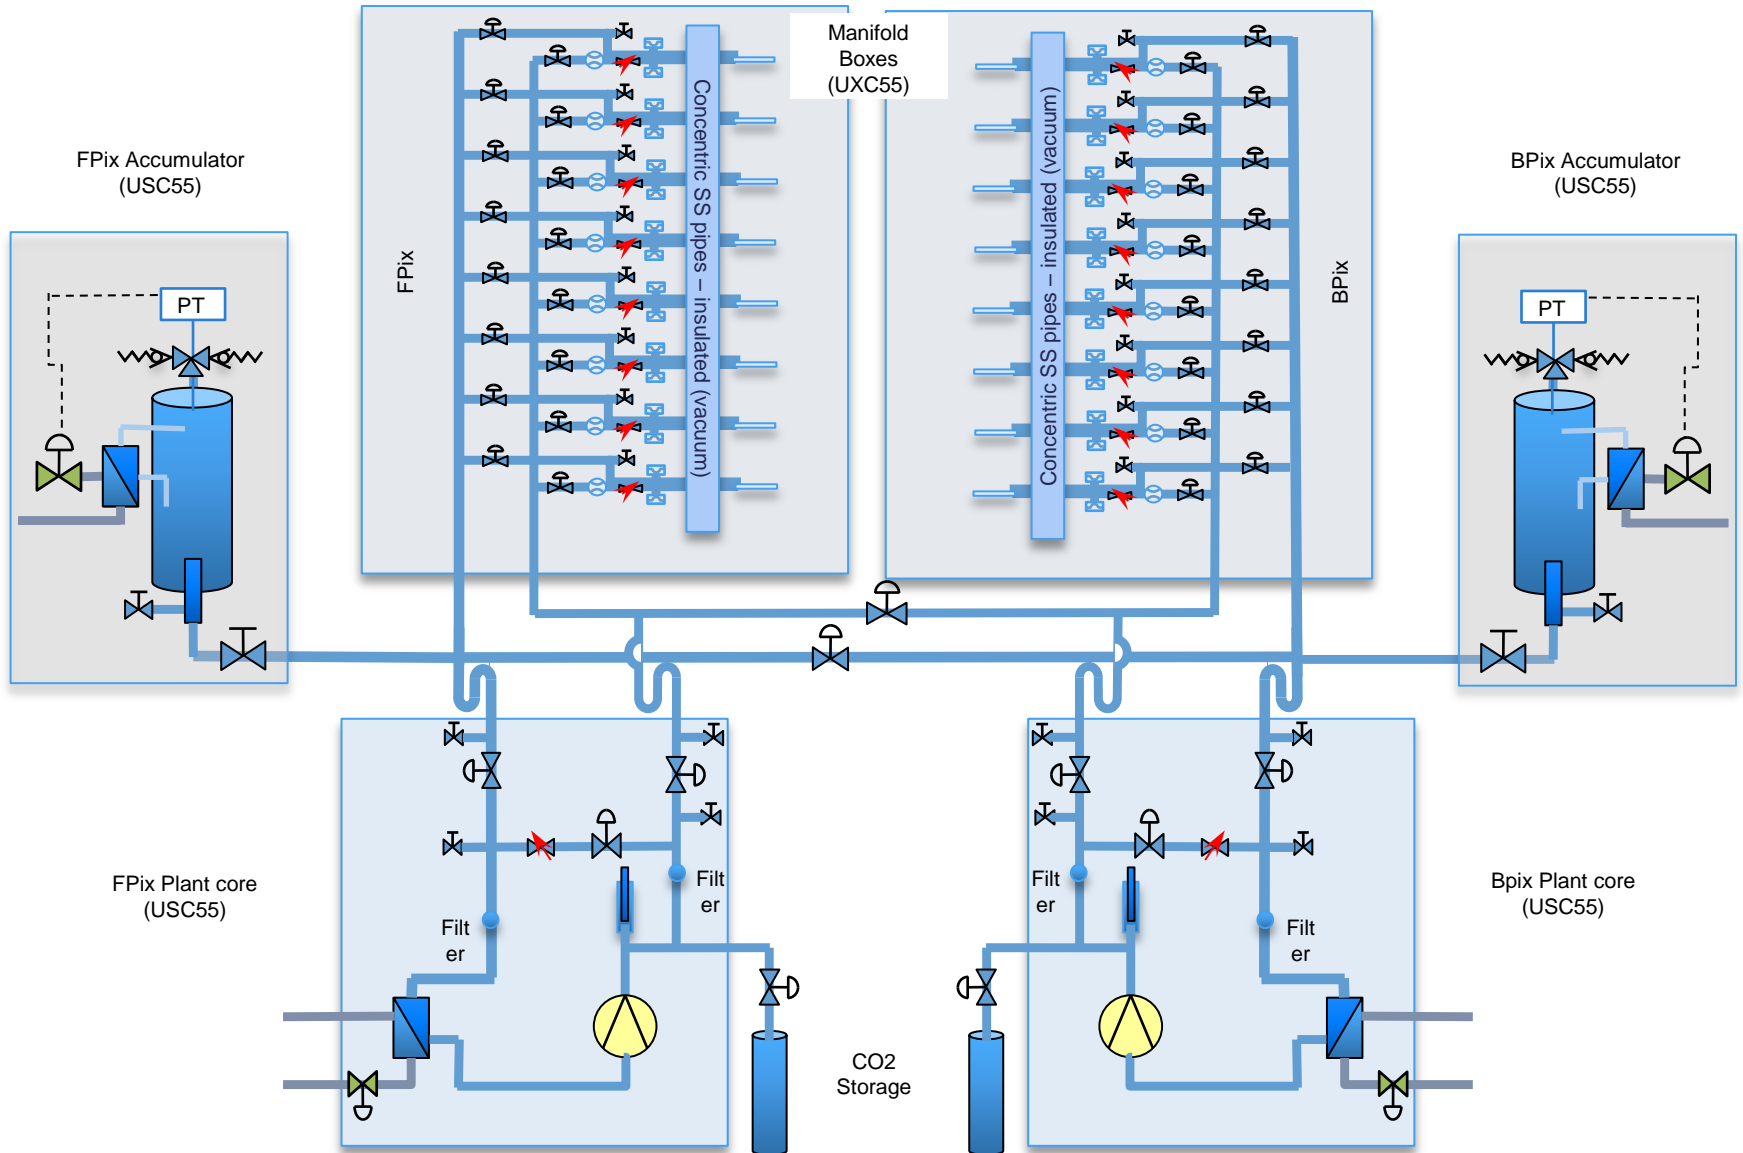 Manifold
Boxes
(UXC55)
FPix Accumulator
(USC55)
BPix Accumulator
(USC55)
FPix
Concentric SS pipes – insulated (vacuum)
Concentric SS pipes – insulated (vacuum)
BPix
PT
PT
FPix Plant core
(USC55)
Filt
er
Filt
er
Filt
er
Filt
er
Bpix Plant core
(USC55)
CO2
Storage